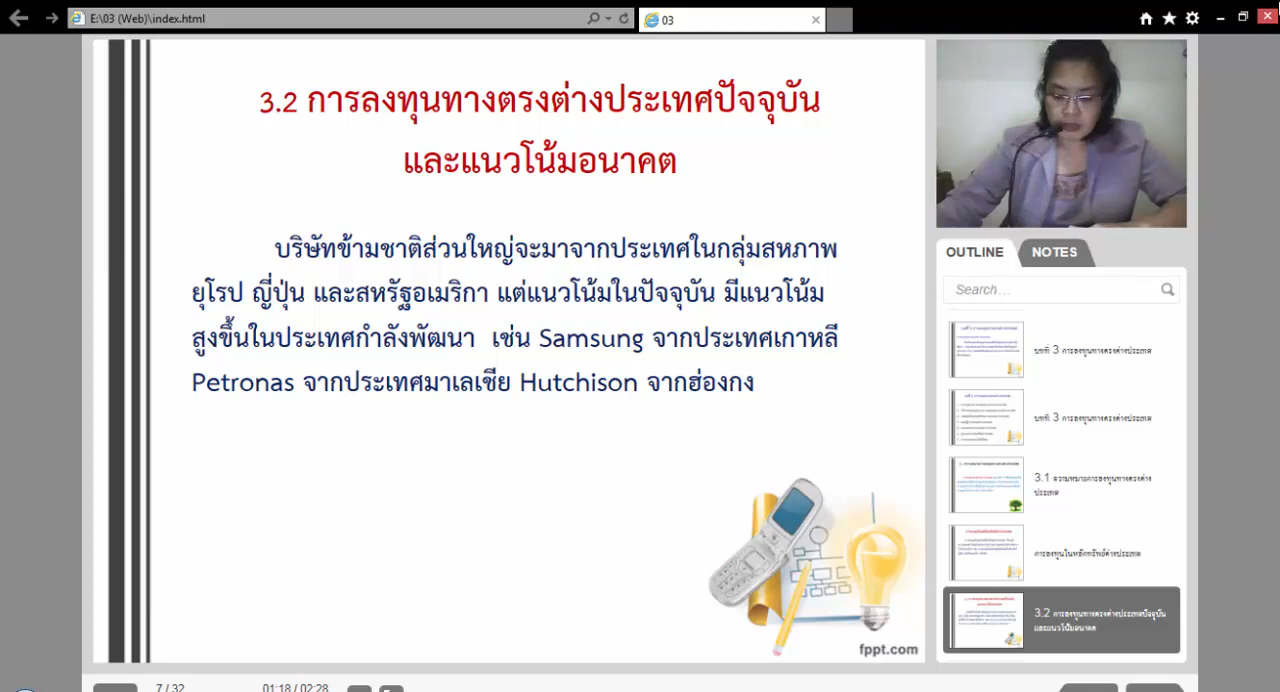 E:\03 (Web)\index.html
03
3.2 การลงทุนทางตรงต่างประเทศปัจจุบัน
และแนวโน้มอนาคต
บริษัทข้ามชาติส่วนใหญ่จะมาจากประเทศในกลุ่มสหภาพ
ยุโรป ญี่ปุ่น และสหรัฐอเมริกา แต่แนวโน้มในปัจจุบัน มีแนวโน้ม
สูงขึ้นในประเทศกำลังพัฒนา เช่น Samsung จากประเทศเกาหลี
Petronas จากประเทศมาเลเซีย Hutchison จากฮ่องกง
fppt.com
OUTLINE
NOTES
Search...
บทที่ 3 การลงทุนทางตรงต่างประเทศ
บทที่ 3 การลงทุนทางตรงต่างประเทศ
3.1 ความหมายการลงทุนทางตรงต่าง
ประเทศ
การลงทุนในหลักทรัพย์ต่างประเทศ
3.2 การลงทุนทางตรงต่างประเทศปัจจุบัน
และแนวโน้มอนาคต
7 / 32
01:18 / 02:28